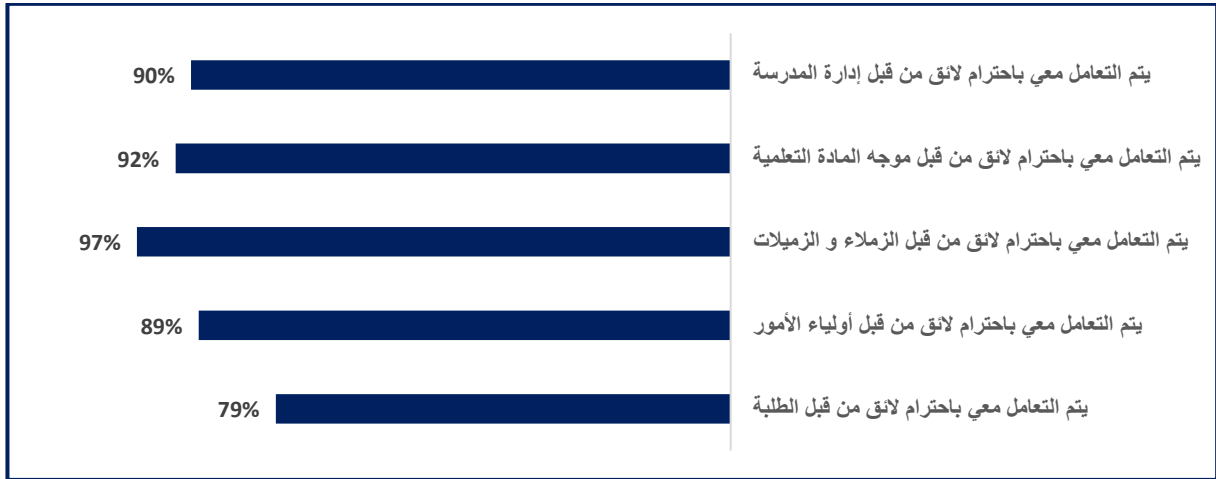 يتم التعامل معي باحترام لائق من قبل إدارة المدرسة 90%
يتم التعامل معي باحترام لائق من قبل موجه المادة التعلمية 92%
يتم التعامل معي باحترام لائق من قبل الزملاء و الزميلات 97%
يتم التعامل معي باحترام لائق من قبل أولياء الأمور 89%
يتم التعامل معي باحترام لائق من قبل الطلبة 79%